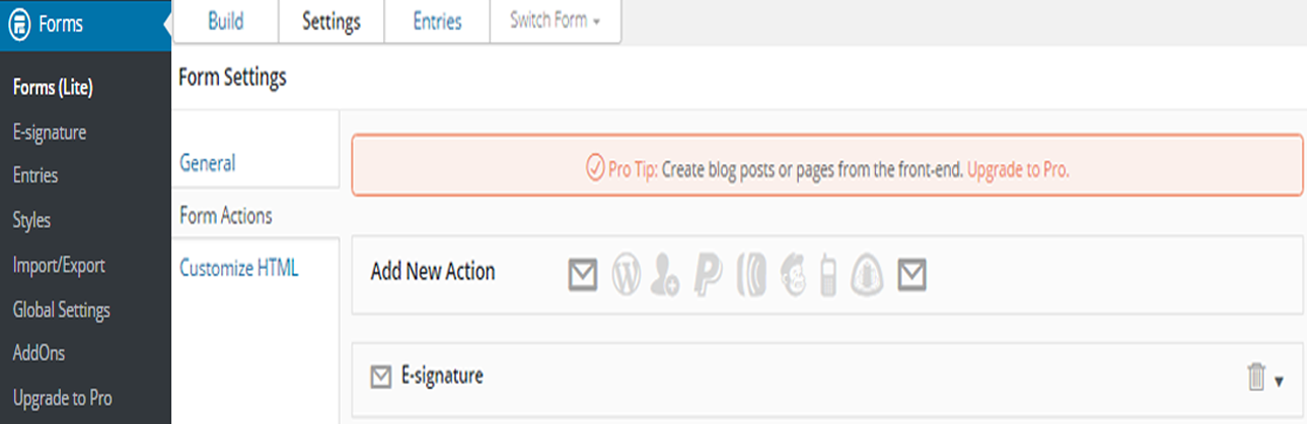 Forms
Build Settings Entries Switch Form
Forms (Lite)
E-signature
Entries
Styles
Import/Export
Global Settings
AddOns
Upgrade to Pro
Form Settings
General
Form Actions
Customize HTML
Pro Tip: Create blog posts or pages from the front-end. Upgrade to Pro.
Add New Action
E-signature